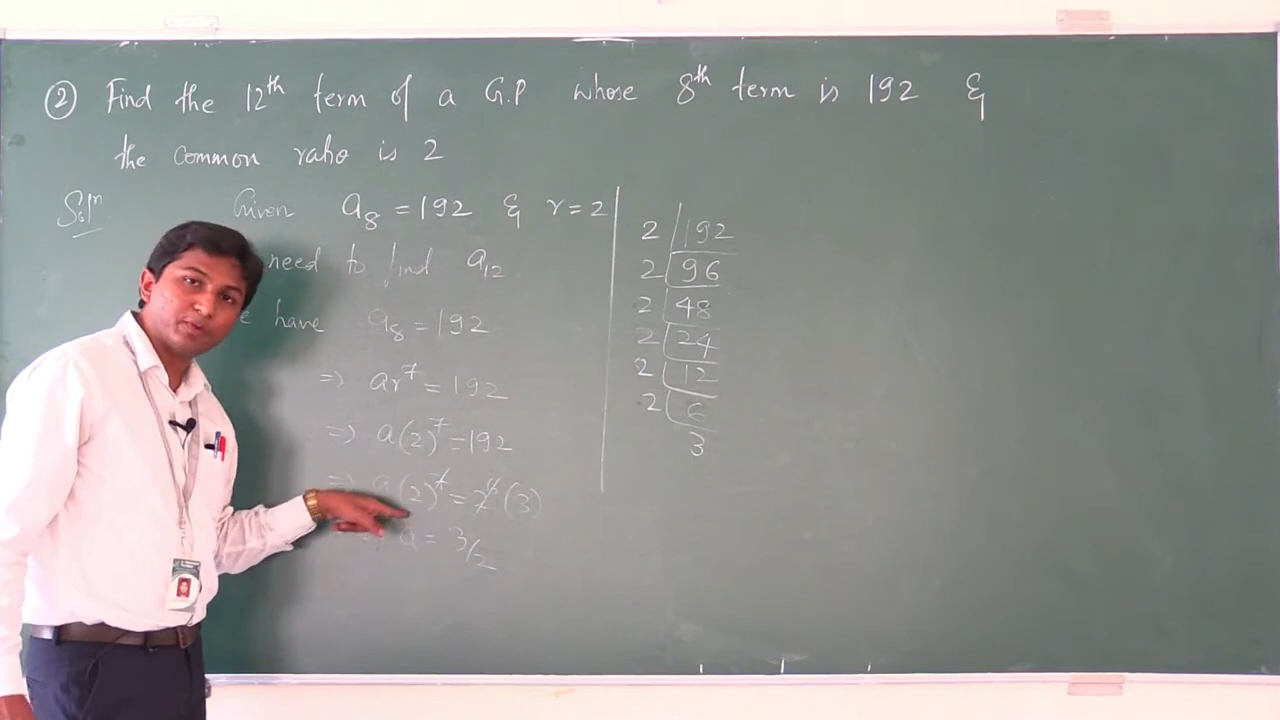 ② Find the 12th term of a G.P whose 8th term is 192 &
the common ratio is 2
Solⁿ Given a₈ = 192 & r = 2
need to find a₁₂
e have a₈ = 192
⇒ ar⁷ = 192
⇒ a(2)⁷ = 192
⇒ a(2)⁷ = 2⁶(3)
a = 3/2
2 | 192
2 | 96
2 | 48
2 | 24
2 | 12
2 | 6
3